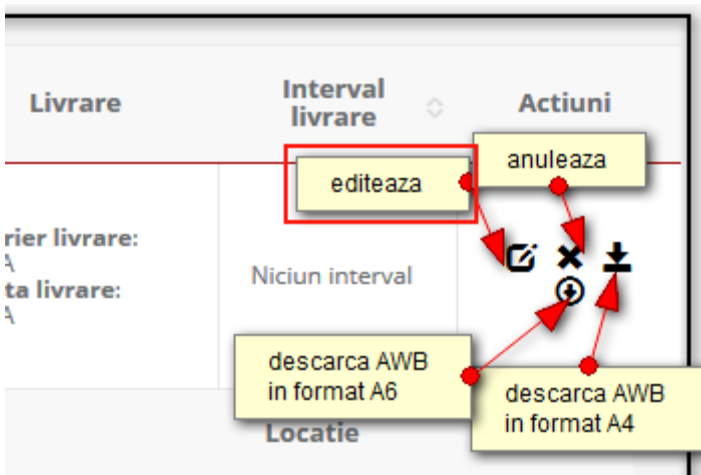 Livrare
Interval
livrare
Actiuni
editeaza
anuleaza
rier livrare:
A
ta livrare:
A
Niciun interval
descarca AWB
in format A6
descarca AWB
in format A4
Locatie